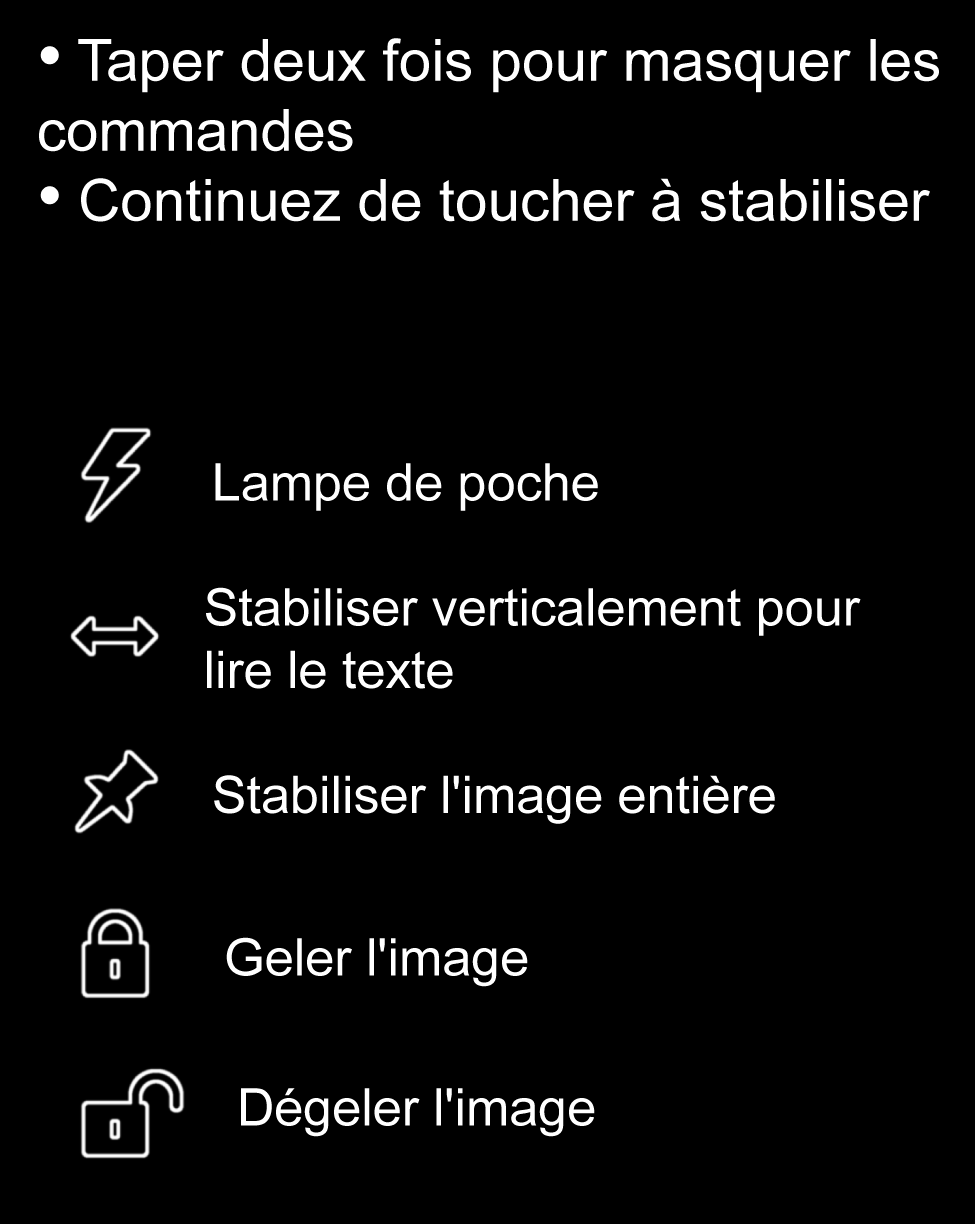 • Taper deux fois pour masquer les
commandes
• Continuez de toucher à stabiliser
Lampe de poche
Stabiliser verticalement pour
lire le texte
Stabiliser l'image entière
Geler l'image
Dégeler l'image